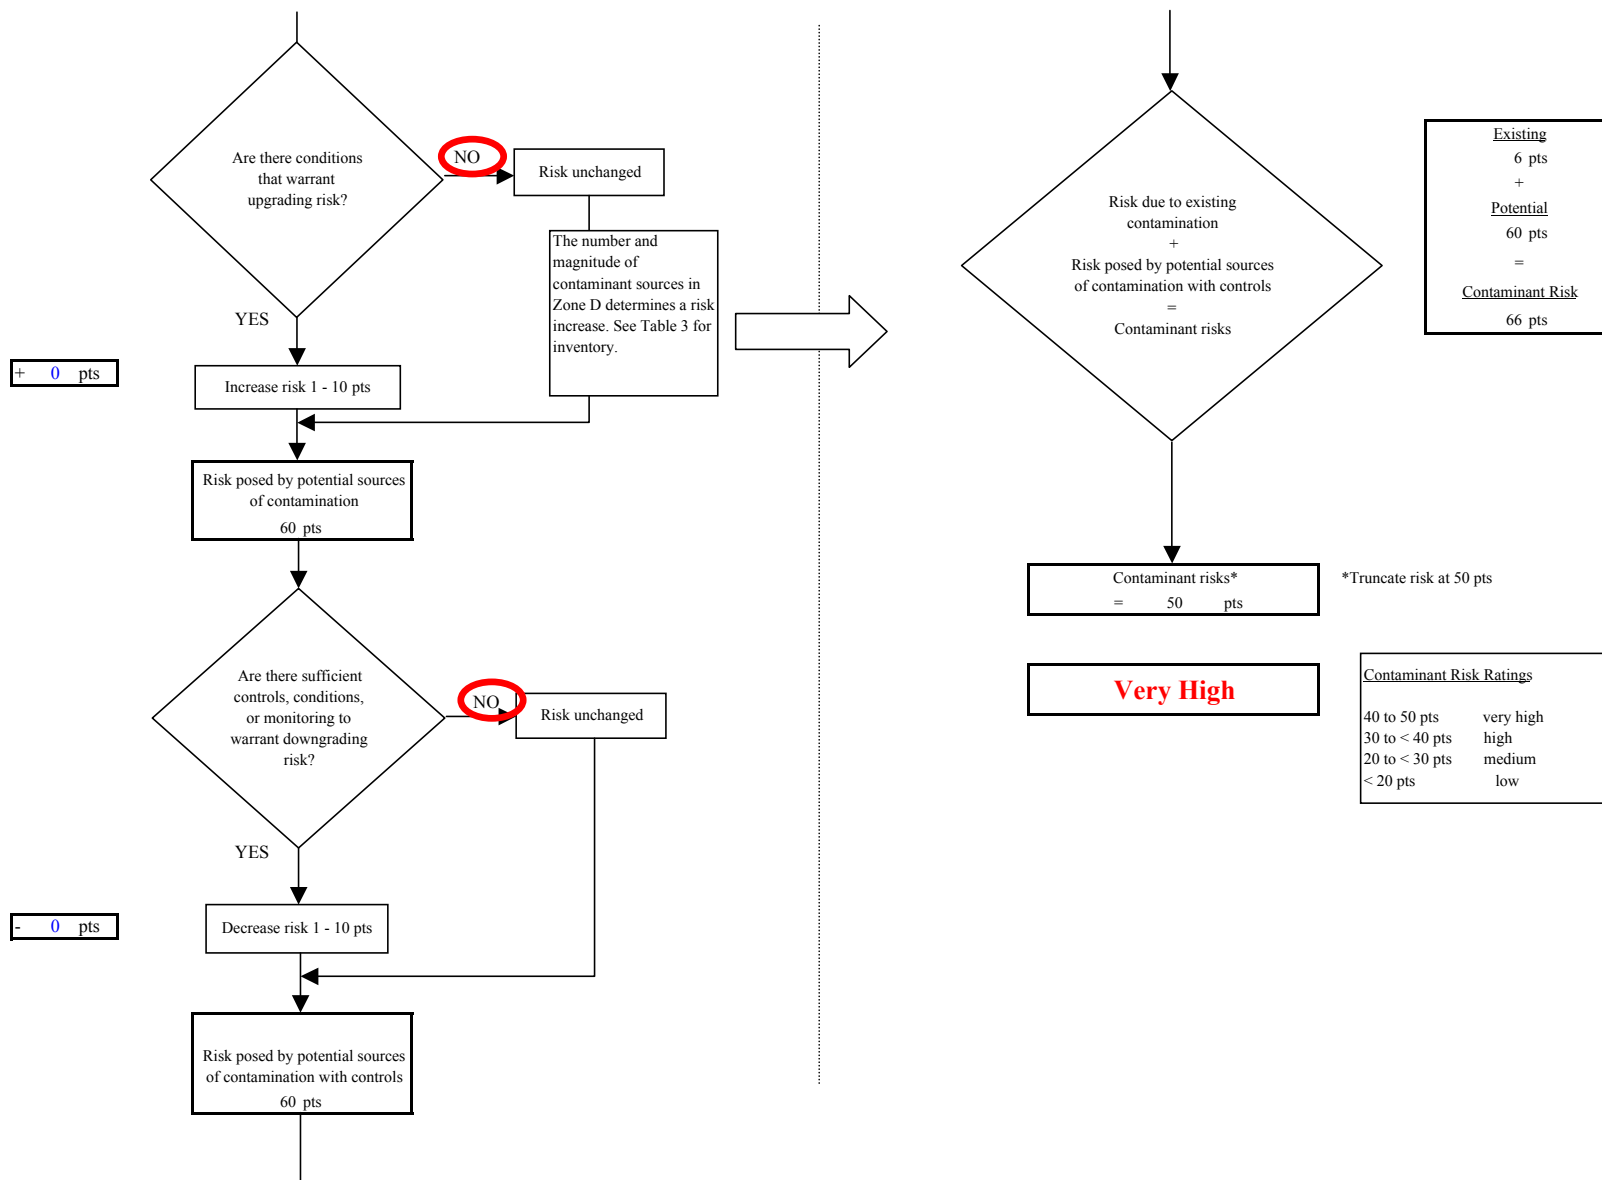 Are there conditions
that warrant
upgrading risk?
NO
Risk unchanged
The number and
magnitude of
contaminant sources in
Zone D determines a risk
increase. See Table 3 for
inventory.
YES
+ 0 pts
Increase risk 1 - 10 pts
Risk posed by potential sources
of contamination
60 pts
Are there sufficient
controls, conditions,
or monitoring to
warrant downgrading
risk?
NO
Risk unchanged
YES
- 0 pts
Decrease risk 1 - 10 pts
Risk posed by potential sources
of contamination with controls
60 pts
Risk due to existing
contamination
+
Risk posed by potential sources
of contamination with controls
=
Contaminant risks
Existing
6 pts
+
Potential
60 pts
=
Contaminant Risk
66 pts
Contaminant risks*
= 50 pts
*Truncate risk at 50 pts
Very High
Contaminant Risk Ratings
40 to 50 pts very high
30 to < 40 pts high
20 to < 30 pts medium
< 20 pts low